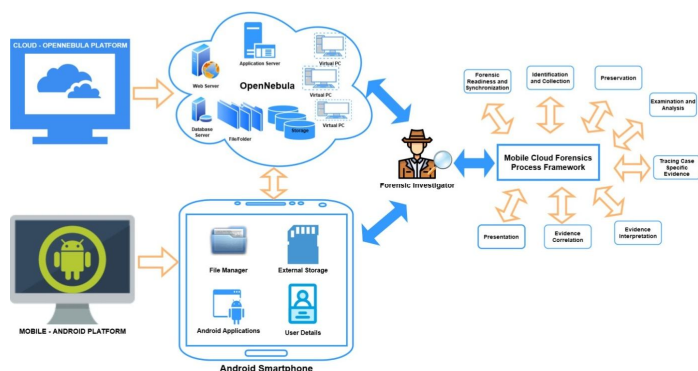 CLOUD - OPENNEBULA PLATFORM
Application Server
Virtual PC
Web Server
OpenNebula
Virtual PC
Database
Server
File/Folder
Storage
Virtual PC
Forensic Investigator
Mobile Cloud Forensics
Process Framework
Forensic
Readiness and
Synchronization
Identification
and Collection
Preservation
Examination and
Analysis
Tracing Case
Specific
Evidence
Evidence
Interpretation
Evidence
Correlation
Presentation
File Manager
External Storage
Android Applications
User Details
MOBILE - ANDROID PLATFORM
Android Smartphone